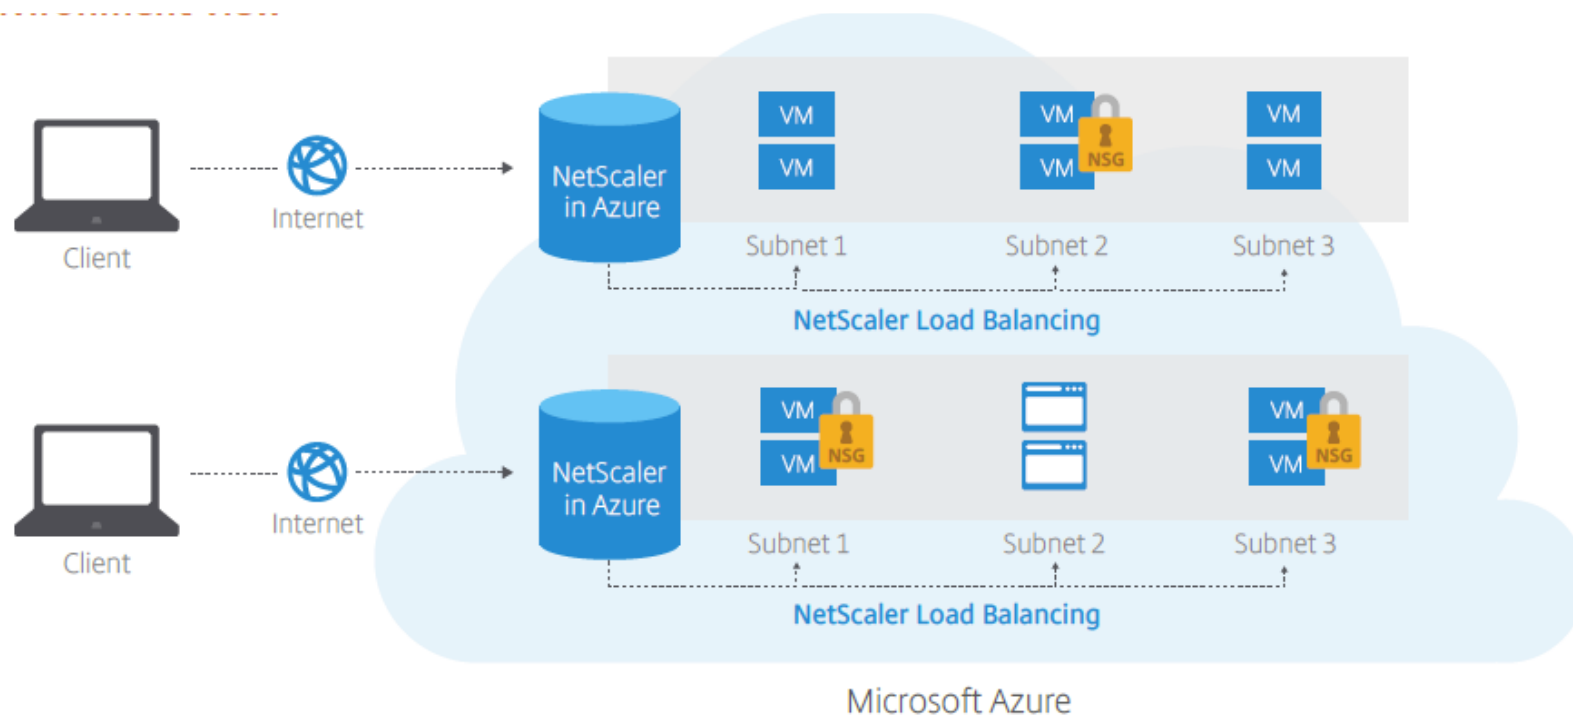 VM
VM
VM
VM
VM
VM
NSG
NetScaler
in Azure
Internet
Client
Subnet 1
Subnet 2
Subnet 3
NetScaler Load Balancing
VM
VM
VM
VM
NSG
NSG
NetScaler
in Azure
Internet
Client
Subnet 1
Subnet 2
Subnet 3
NetScaler Load Balancing
Microsoft Azure